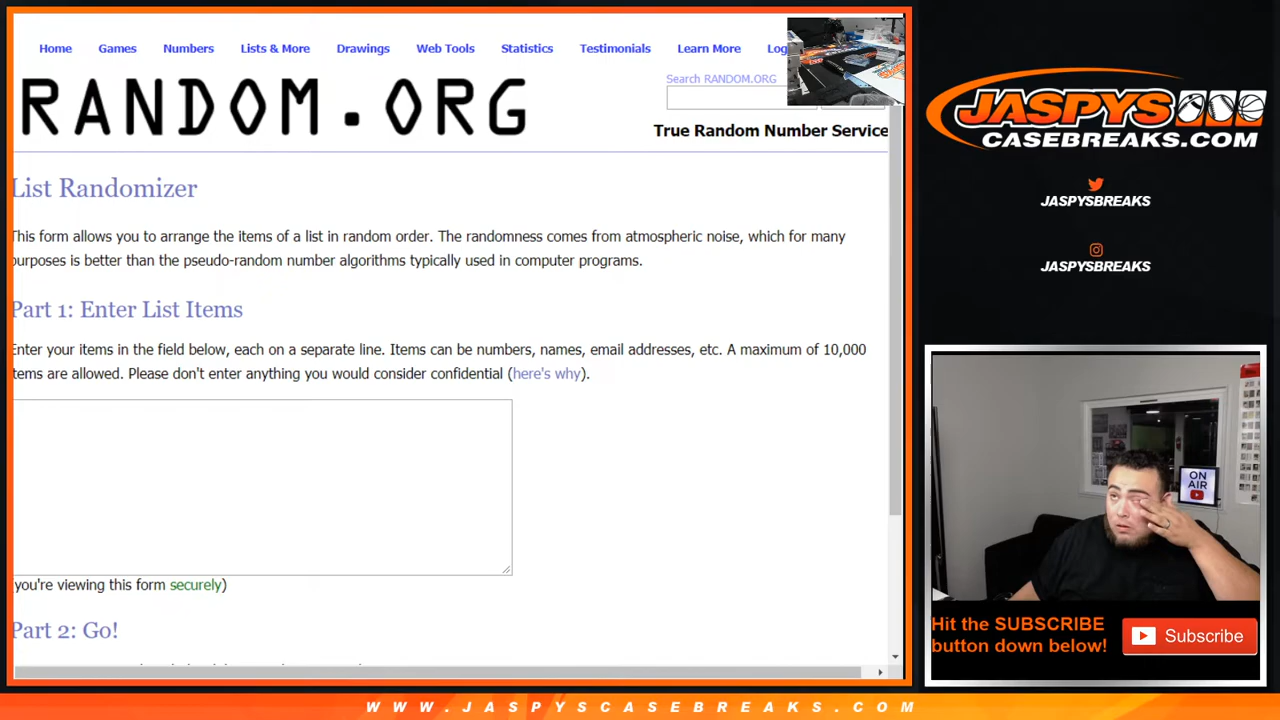 Home Games Numbers Lists & More Drawings Web Tools Statistics Testimonials Learn More
RANDOM.ORG
Search RANDOM.ORG
True Random Number Service
List Randomizer
This form allows you to arrange the items of a list in random order. The randomness comes from atmospheric noise, which for many
purposes is better than the pseudo-random number algorithms typically used in computer programs.
Part 1: Enter List Items
Enter your items in the field below, each on a separate line. Items can be numbers, names, email addresses, etc. A maximum of 10,000
items are allowed. Please don't enter anything you would consider confidential (here's why).
you're viewing this form securely)
Part 2: Go!
JASPYS
CASEBREAKS.COM
JASPYSBREAKS
JASPYSBREAKS
ON
AIR
Hit the SUBSCRIBE
button down below!
Subscribe
WWW.JASPYSCASEBREAKS.COM